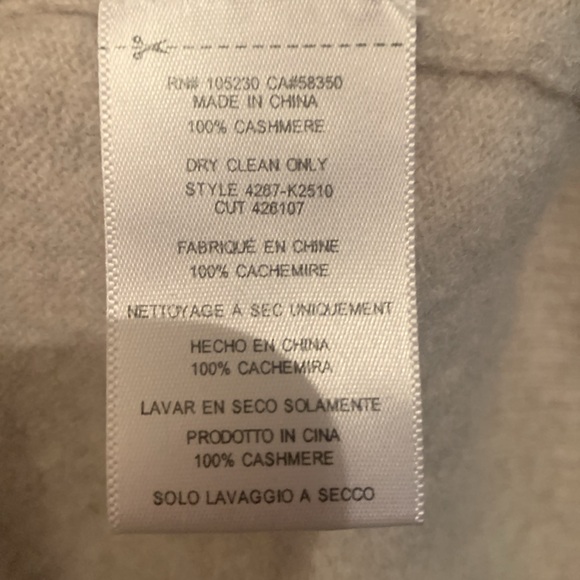 RN# 105230 CA#58350
MADE IN CHINA
100% CASHMERE
DRY CLEAN ONLY
STYLE 4267-K2510
CUT 426107
FABRIQUÉ EN CHINE
100% CACHEMIRE
NETTOYAGE À SEC UNIQUEMENT
HECHO EN CHINA
100% CACHEMIRA
LAVAR EN SECO SOLAMENTE
PRODOTTO IN CINA
100% CASHMERE
SOLO LAVAGGIO A SECCO